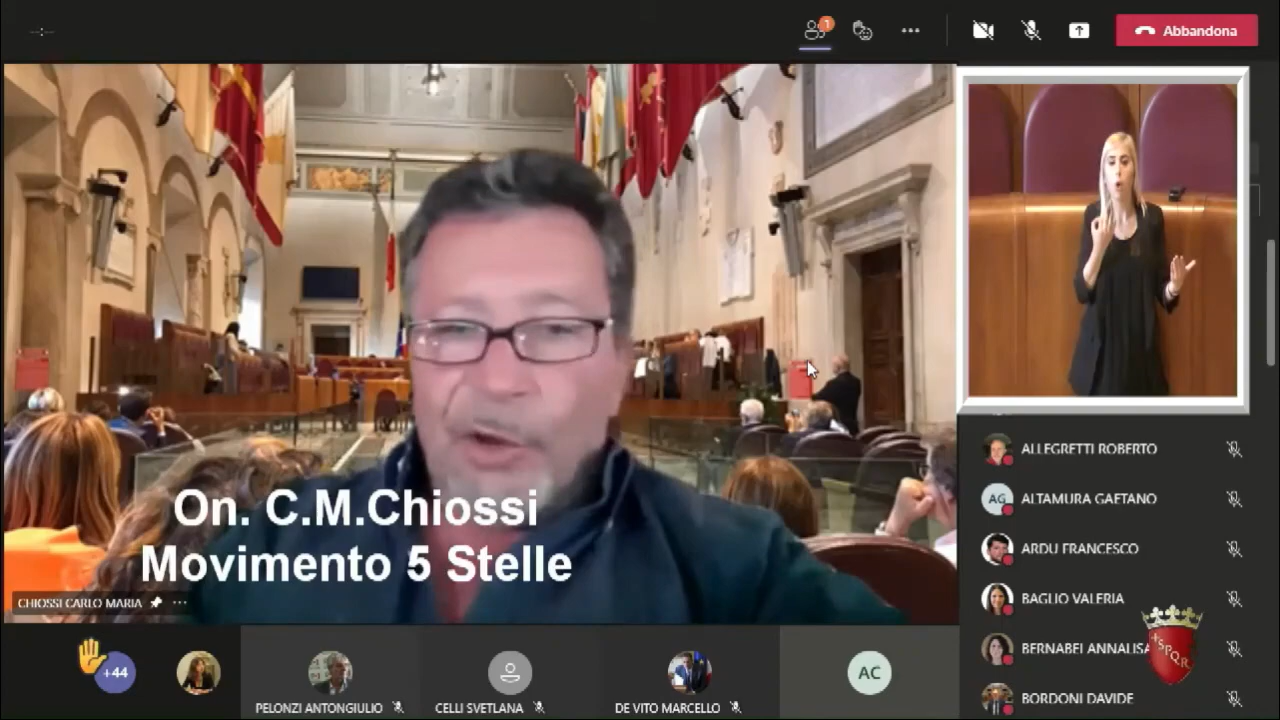 1
Abbandona
On. C.M.Chiossi
Movimento 5 Stelle
CHIOSSI CARLO MARIA
+44
PELONZI ANTONGIULIO
CELLI SVETLANA
DE VITO MARCELLO
AC
ALLEGRETTI ROBERTO
AG
ALTAMURA GAETANO
ARDU FRANCESCO
BAGLIO VALERIA
BERNABEI ANNALISA
BORDONI DAVIDE
SPQR